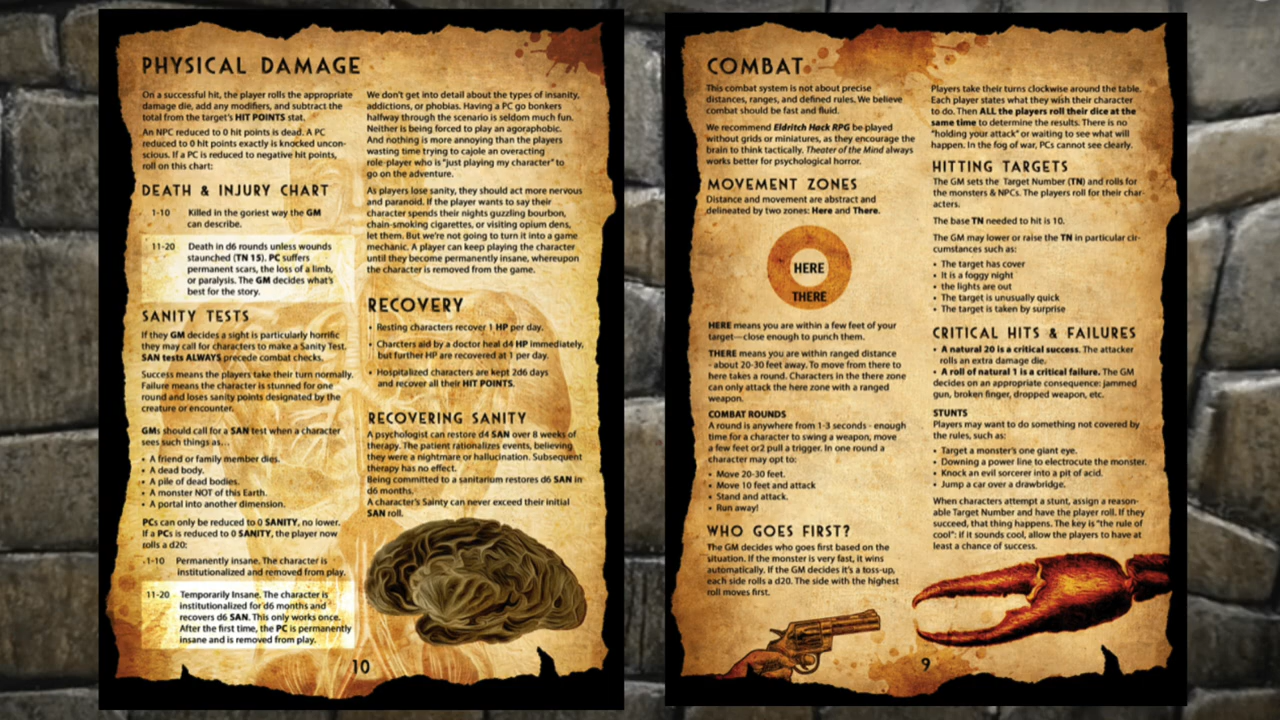 PHYSICAL DAMAGE
On a successful hit, the player rolls the appropriate
damage die, add any modifiers, and subtract the
total from the target's HIT POINTS stat.
An NPC reduced to 0 hit points is dead. A PC
reduced to 0 hit points exactly is knocked uncon-
scious. If a PC is reduced to negative hit points,
roll on this chart:
DEATH & INJURY CHART
1-10 Killed in the goriest way the GM
can describe.
11-20 Death in d6 rounds unless wounds
staunched (TN 15). PC suffers
permanent scars, the loss of a limb,
or paralysis. The GM decides what's
best for the story.
SANITY TESTS
If they GM decides a sight is particularly horrific
they may call for characters to make a Sanity Test.
SAN tests ALWAYS precede combat checks.
Success means the players take their turn normally.
Failure means the character is stunned for one
round and loses sanity points designated by the
creature or encounter.
GMs should call for a SAN test when a character
sees such things as...
• A friend or family member dies.
• A dead body.
• A pile of dead bodies.
• A monster NOT of this Earth.
• A portal into another dimension.
PCs can only be reduced to 0 SANITY, no lower.
If a PCs is reduced to 0 SANITY, the player now
rolls a d20:
1-10 Permanently insane. The character is
institutionalized and removed from play.
11-20 Temporarily Insane. The character is
institutionalized for d6 months and
recovers d6 SAN. This only works once.
After the first time, the PC is permanently
insane and is removed from play.
We don't get into detail about the types of insanity,
addictions, or phobias. Having a PC go bonkers
halfway through the scenario is seldom much fun.
Neither is being forced to play an agoraphobic.
And nothing is more annoying than the players
wasting time trying to cajole an overacting
role-player who is "just playing my character" to
go on the adventure.
As players lose sanity, they should act more nervous
and paranoid. If the player wants to say their
character spends their nights guzzling bourbon,
chain-smoking cigarettes, or visiting opium dens,
let them. But we're not going to turn it into a game
mechanic. A player can keep playing the character
until they become permanently insane, whereupon
the character is removed from the game.
RECOVERY
• Resting characters recover 1 HP per day.
• Charcters aid by a doctor heal d4 HP immediately,
but further HP are recovered at 1 per day.
• Hospitalized characters are kept 2d6 days
and recover all their HIT POINTS.
RECOVERING SANITY
A psychologist can restore d4 SAN over 8 weeks of
therapy. The patient rationalizes events, believing
they were a nightmare or hallucination. Subsequent
therapy has no effect.
Being committed to a sanitarium restores d6 SAN in
d6 months.
A character's Sainty can never exceed their initial
SAN roll.
10
COMBAT
This combat system is not about precise
distances, ranges, and defined rules. We believe
combat should be fast and fluid.
We recommend Eldritch Hack RPG be played
without grids or miniatures, as they encourage the
brain to think tactically. Theater of the Mind always
works better for psychological horror.
MOVEMENT ZONES
Distance and movement are abstract and
delineated by two zones: Here and There.
HERE
THERE
HERE means you are within a few feet of your
target—close enough to punch them.
THERE means you are within ranged distance
- about 20-30 feet away. To move from there to
here takes a round. Characters in the there zone
can only attack the here zone with a ranged
weapon.
COMBAT ROUNDS
A round is anywhere from 1-3 seconds - enough
time for a character to swing a weapon, move
a few feet or2 pull a trigger. In one round a
character may opt to:
• Move 20-30 feet.
• Move 10 feet and attack
• Stand and attack.
• Run away!
WHO GOES FIRST?
The GM decides who goes first based on the
situation. If the monster is very fast, it wins
automatically. If the GM decides it's a toss-up,
each side rolls a d20. The side with the highest
roll moves first.
Players take their turns clockwise around the table.
Each player states what they wish their character
to do. Then ALL the players roll their dice at the
same time to determine the results. There is no
"holding your attack" or waiting to see what will
happen. In the fog of war, PCs cannot see clearly.
HITTING TARGETS
The GM sets the Target Number (TN) and rolls for
the monsters & NPCs. The players roll for their char-
acters.
The base TN needed to hit is 10.
The GM may lower or raise the TN in particular cir-
cumstances such as:
• The target has cover
• It is a foggy night
• the lights are out
• The target is unusually quick
• The target is taken by surprise
CRITICAL HITS & FAILURES
• A natural 20 is a critical success. The attacker
rolls an extra damage die.
• A roll of natural 1 is a critical failure. The GM
decides on an appropriate consequence: jammed
gun, broken finger, dropped weapon, etc.
STUNTS
Players may want to do something not covered by
the rules, such as:
• Target a monster's one giant eye.
• Downing a power line to electrocute the monster.
• Knock an evil sorcerer into a pit of acid.
• Jump a car over a drawbridge.
When characters attempt a stunt, assign a reason-
able Target Number and have the player roll. If they
succeed, that thing happens. The key is "the rule of
cool": if it sounds cool, allow the players to have at
least a chance of success.
9